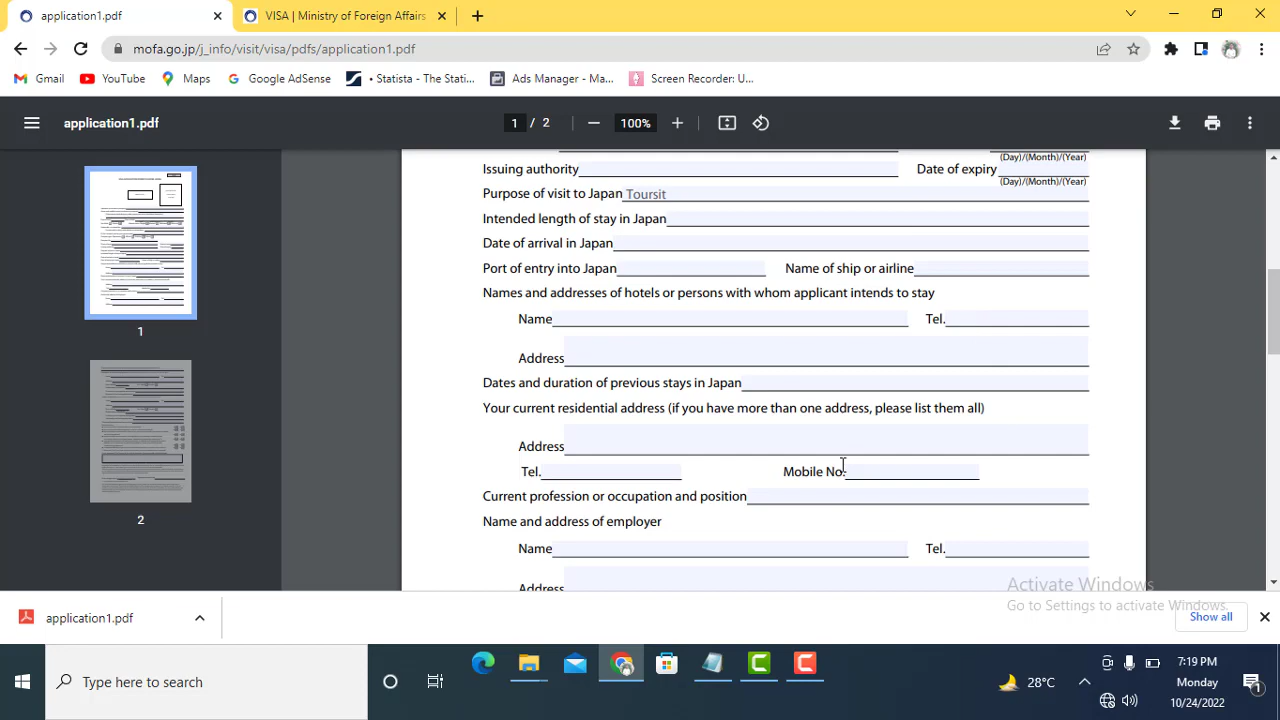 application1.pdf
VISA | Ministry of Foreign Affairs
mofa.go.jp/j_info/visit/visa/pdfs/application1.pdf
Gmail YouTube Maps Google AdSense • Statista - The Stati... Ads Manager - Ma... Screen Recorder: U...
application1.pdf 1 / 2 100%
(Day)/(Month)/(Year)
Issuing authority Date of expiry
(Day)/(Month)/(Year)
Purpose of visit to Japan Toursit
Intended length of stay in Japan
Date of arrival in Japan
Port of entry into Japan Name of ship or airline
Names and addresses of hotels or persons with whom applicant intends to stay
Name Tel.
Address
Dates and duration of previous stays in Japan
Your current residential address (if you have more than one address, please list them all)
Address
Tel. Mobile No.
Current profession or occupation and position
Name and address of employer
Name Tel.
Address
1
2
Activate Windows
Go to Settings to activate Windows.
application1.pdf Show all
Type here to search
28°C
7:19 PM
Monday
10/24/2022
1